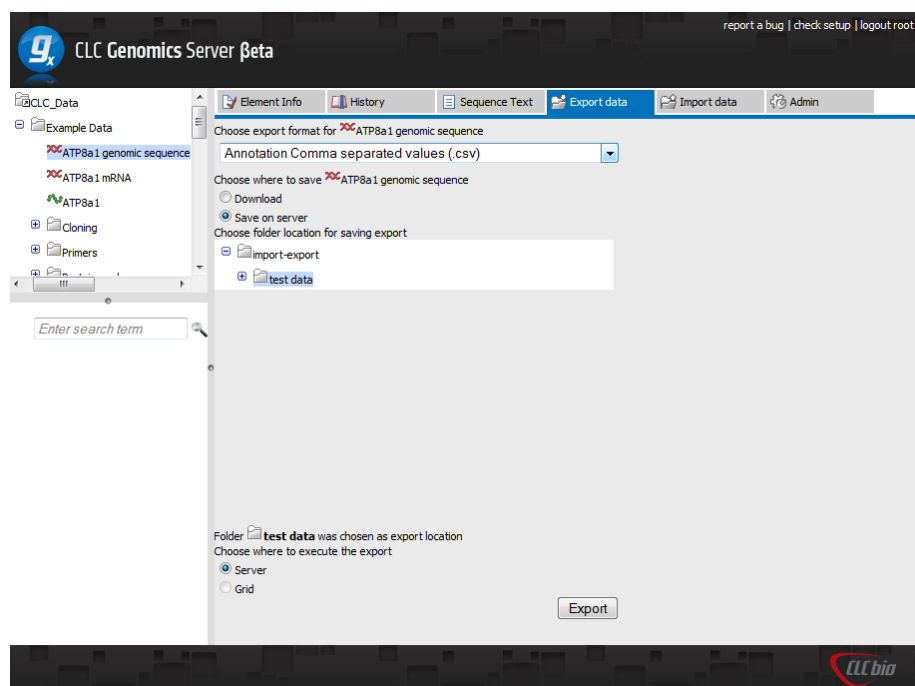 report a bug | check setup | logout root
gx CLC Genomics Server βeta
CLC_Data
Example Data
ATP8a1 genomic sequence
ATP8a1 mRNA
ATP8a1
Cloning
Primers
Enter search term
Element Info History Sequence Text Export data Import data Admin
Choose export format for ATP8a1 genomic sequence
Annotation Comma separated values (.csv)
Choose where to save ATP8a1 genomic sequence
Download
Save on server
Choose folder location for saving export
import-export
test data
Folder test data was chosen as export location
Choose where to execute the export
Server
Grid
Export
CLC bio